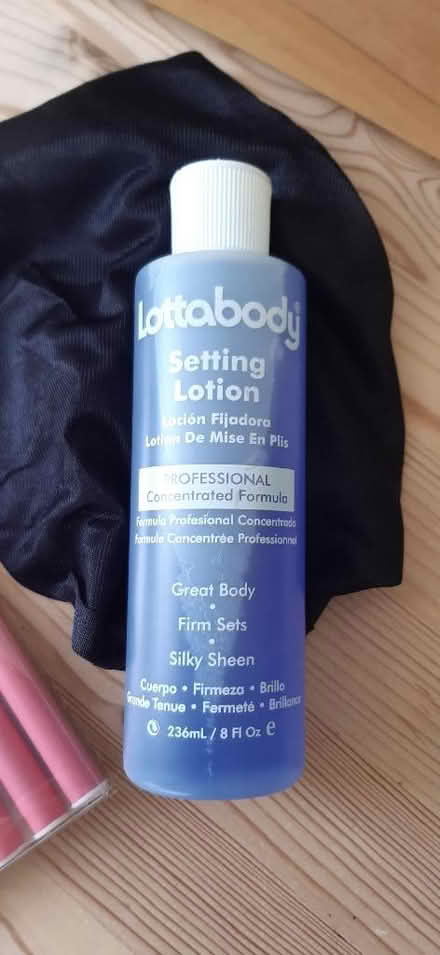 Lottabody®
Setting
Lotion
Loción Fijadora
Lotion De Mise En Plis
PROFESSIONAL
Concentrated Formula
Fórmula Profesional Concentrada
Formule Concentrée Professionnel
Great Body
•
Firm Sets
•
Silky Sheen
Cuerpo • Firmeza • Brillo
Grande Tenue • Fermeté • Brillance
236mL / 8 Fl Oz ℮